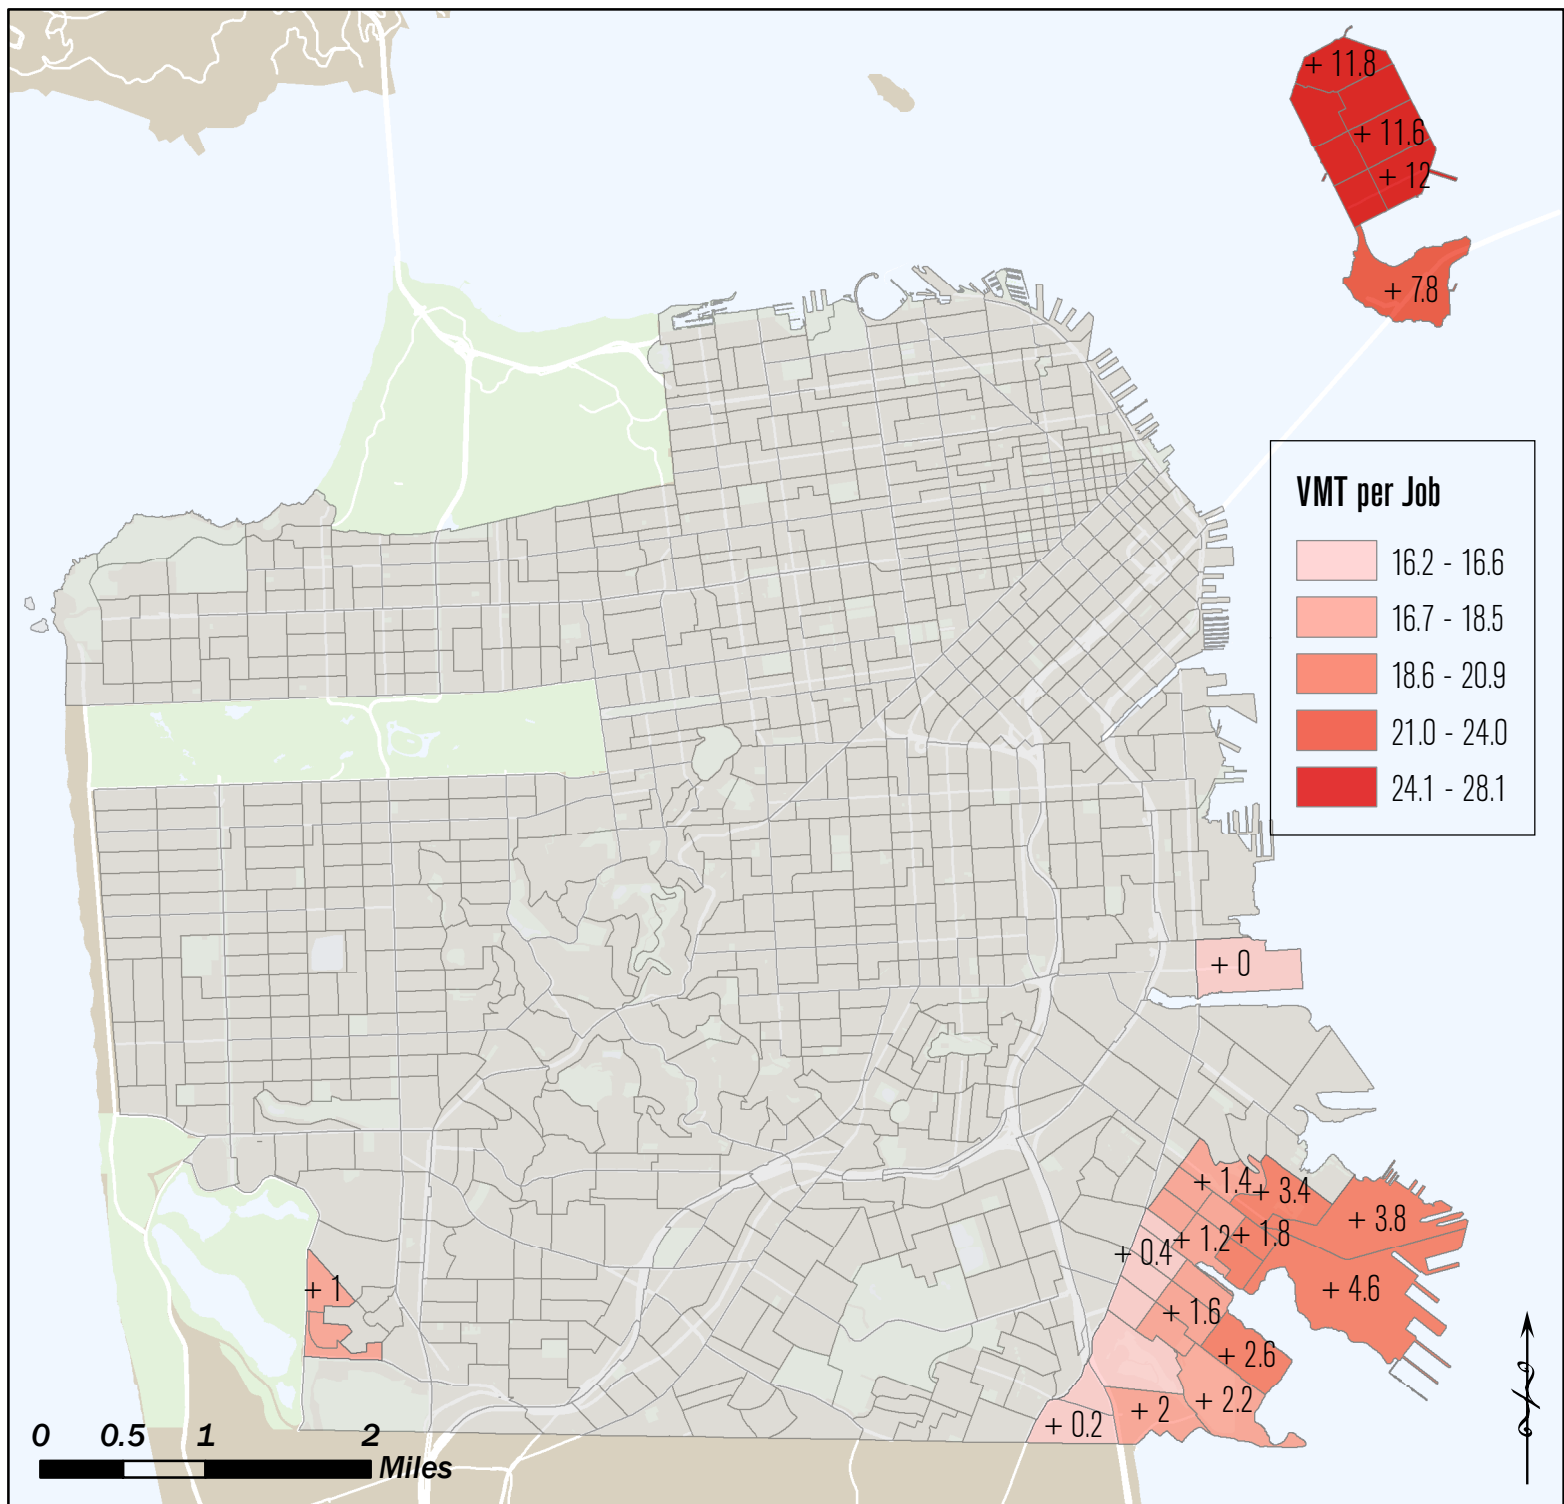 + 11.8
+ 11.6
+ 12
+ 7.8
VMT per Job
16.2 - 16.6
16.7 - 18.5
18.6 - 20.9
21.0 - 24.0
24.1 - 28.1
+ 0
+ 1.4
+ 3.4
+ 3.8
+ 0.4
+ 1.2
+ 1.8
+ 1
+ 4.6
+ 1.6
+ 2.6
+ 2.2
+ 2
+ 0.2
0 0.5 1 2
Miles